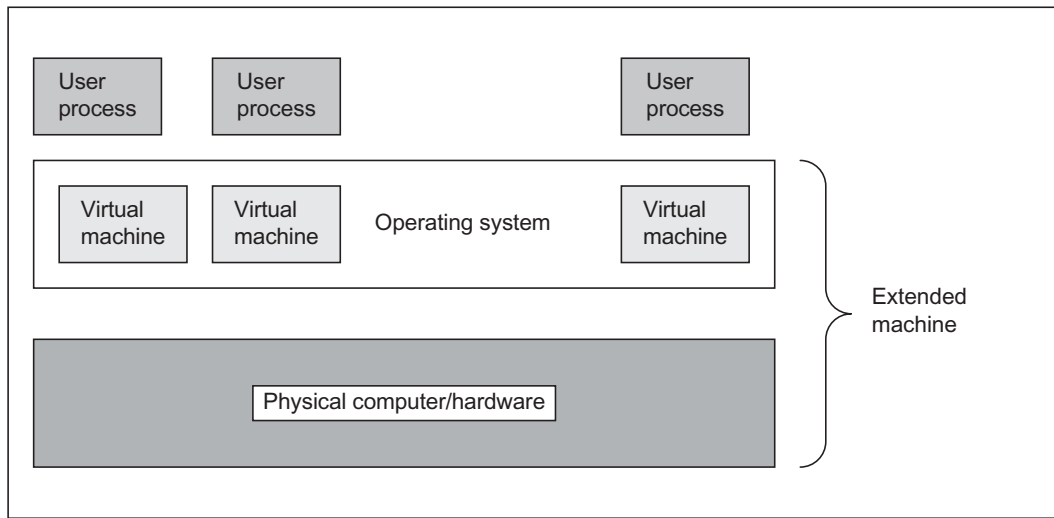 User
process
User
process
User
process
Virtual
machine
Virtual
machine
Operating system
Virtual
machine
Extended
machine
Physical computer/hardware